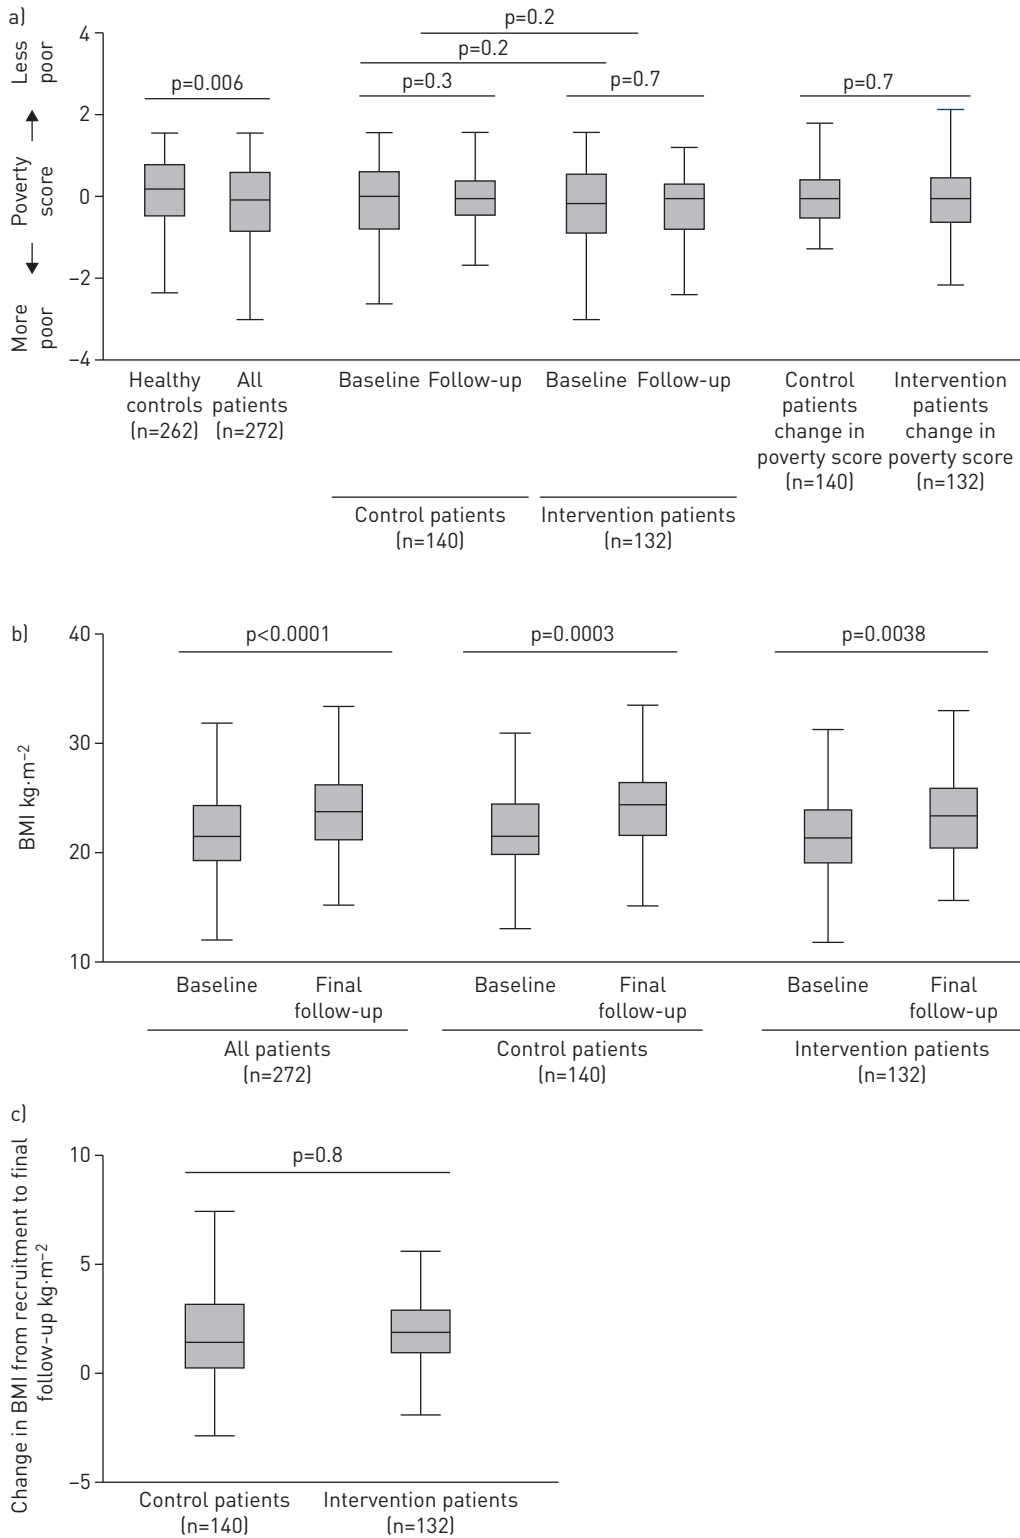 a)
4
2
0
–2
–4
Less
poor
Poverty
score
More
poor
p=0.006
p=0.2
p=0.2
p=0.3
p=0.7
p=0.7
Healthy
controls
(n=262)
All
patients
(n=272)
Baseline
Follow-up
Baseline
Follow-up
Control patients
(n=140)
Intervention patients
(n=132)
Control
patients
change in
poverty score
(n=140)
Intervention
patients
change in
poverty score
(n=132)
b)
BMI kg·m–2
40
30
20
10
p<0.0001
p=0.0003
p=0.0038
Baseline
Final
follow-up
Baseline
Final
follow-up
Baseline
Final
follow-up
All patients
(n=272)
Control patients
(n=140)
Intervention patients
(n=132)
c)
Change in BMI from recruitment to final
follow-up kg·m–2
10
5
0
–5
p=0.8
Control patients
(n=140)
Intervention patients
(n=132)